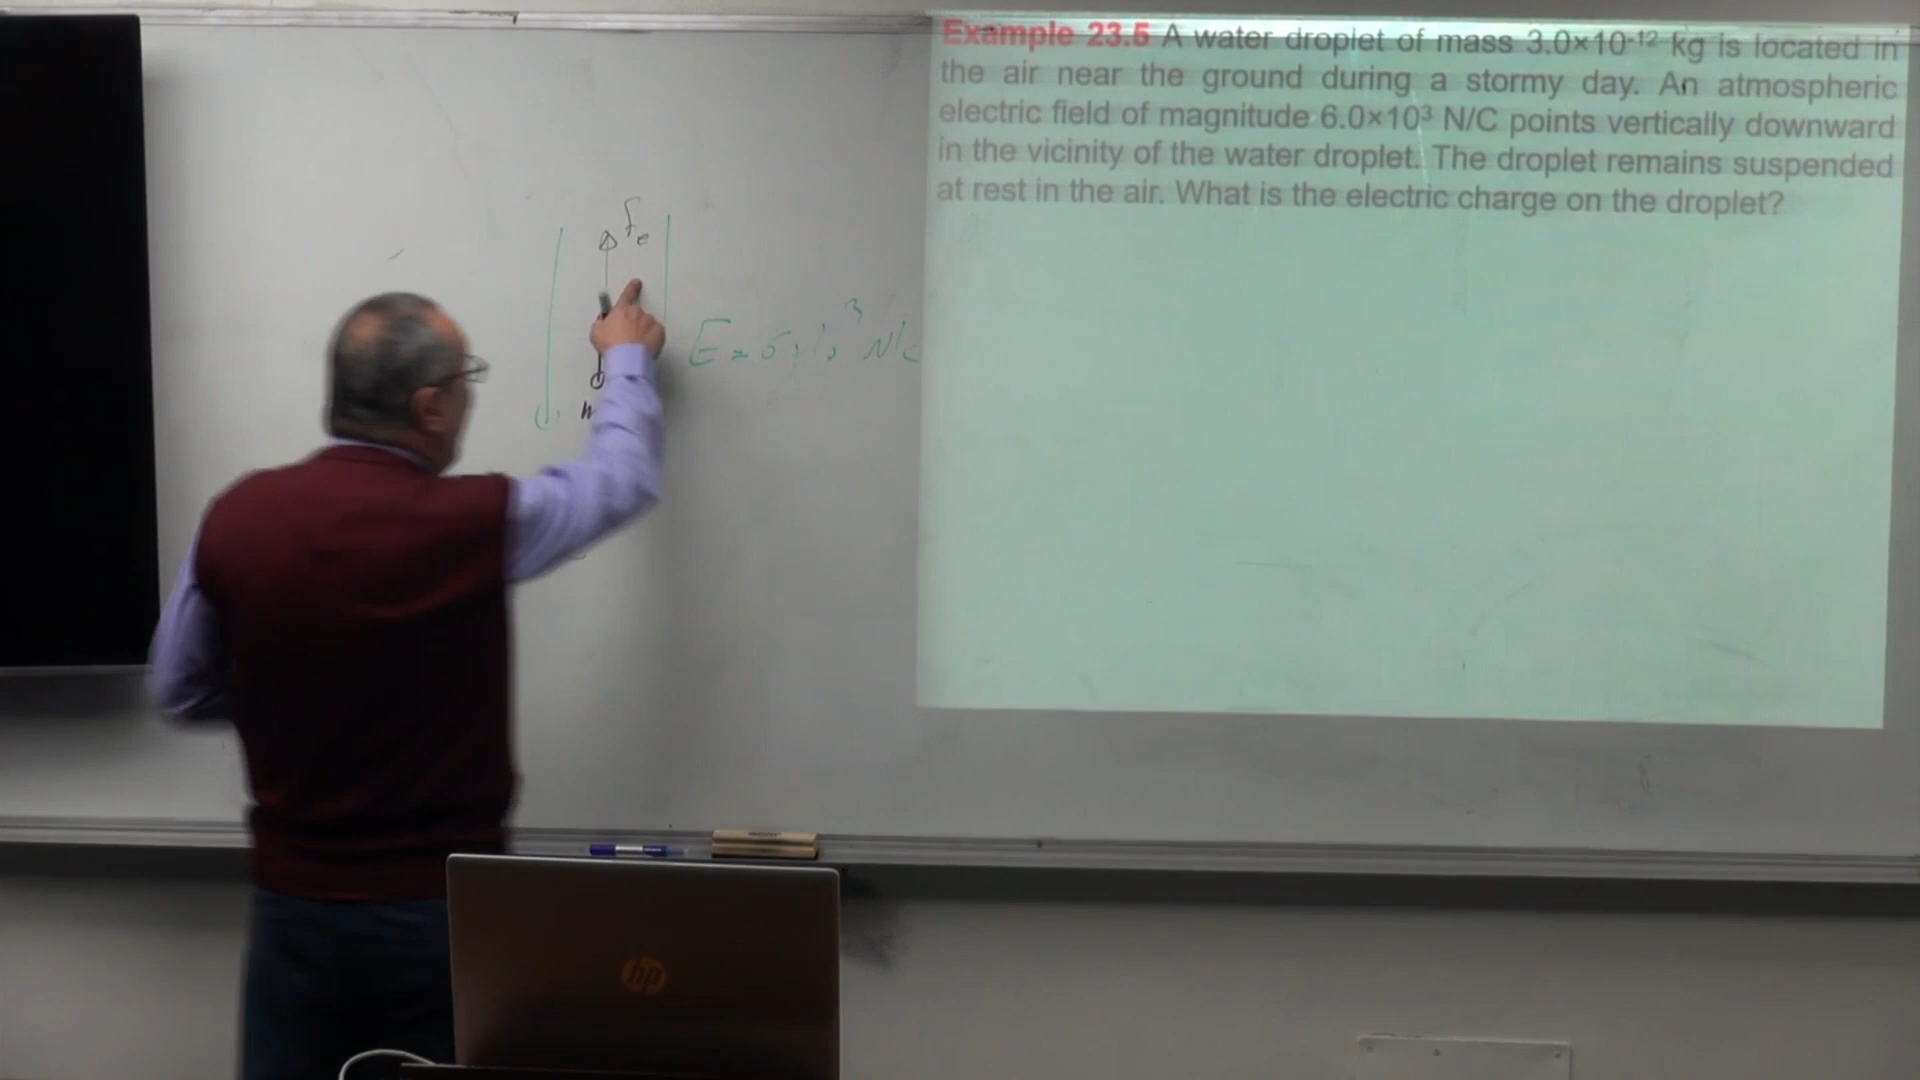 Example 23.5 A water droplet of mass 3.0×10⁻¹² kg is located in
the air near the ground during a stormy day. An atmospheric
electric field of magnitude 6.0×10³ N/C points vertically downward
in the vicinity of the water droplet. The droplet remains suspended
at rest in the air. What is the electric charge on the droplet?
fe
E = 6×10³ N/C
hp